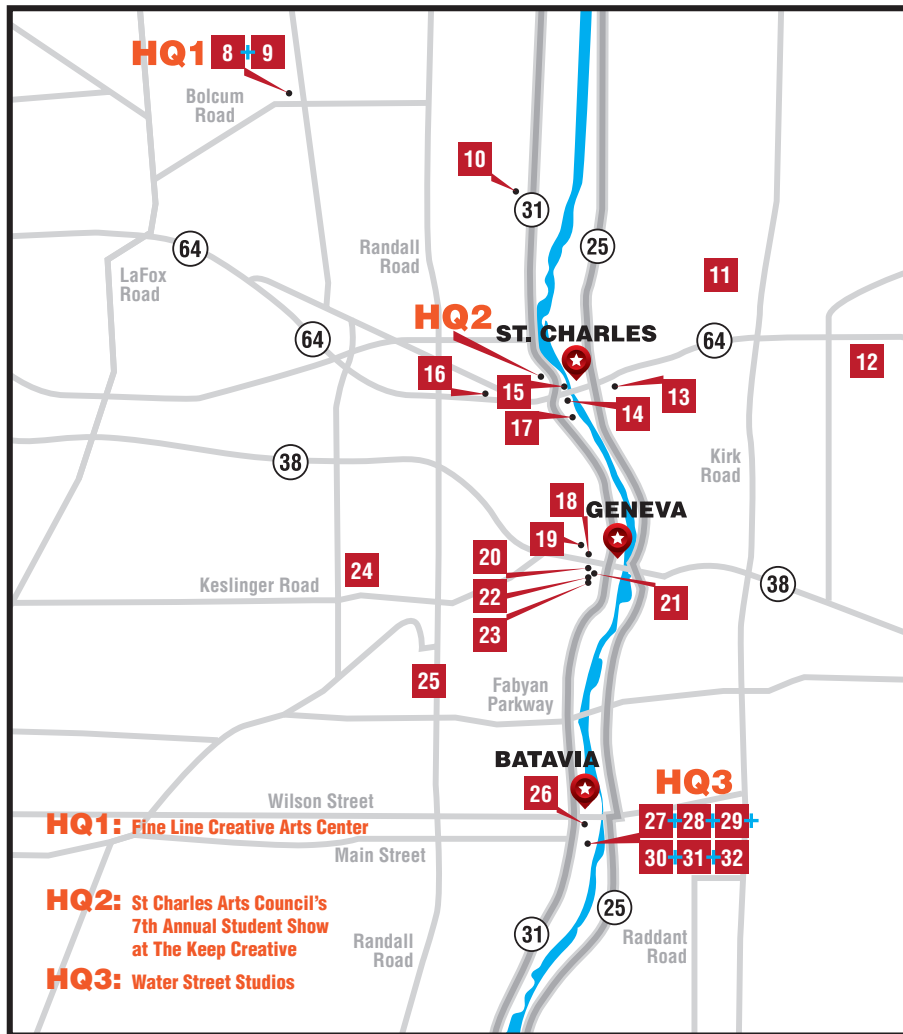 HQ1 8 + 9
Bolcum
Road
10
31
64
25
Randall
Road
LaFox
Road
11
HQ2
ST. CHARLES
64
64
12
16
15
13
14
17
38
Kirk
Road
18
GENEVA
19
20
24
Keslinger Road
38
22
21
23
25
Fabyan
Parkway
BATAVIA
HQ3
26
Wilson Street
27+28+29+
HQ1: Fine Line Creative Arts Center
Main Street
30+31+32
HQ2: St Charles Arts Council's
7th Annual Student Show
at The Keep Creative
25
31
Randall
Road
Raddant
Road
HQ3: Water Street Studios